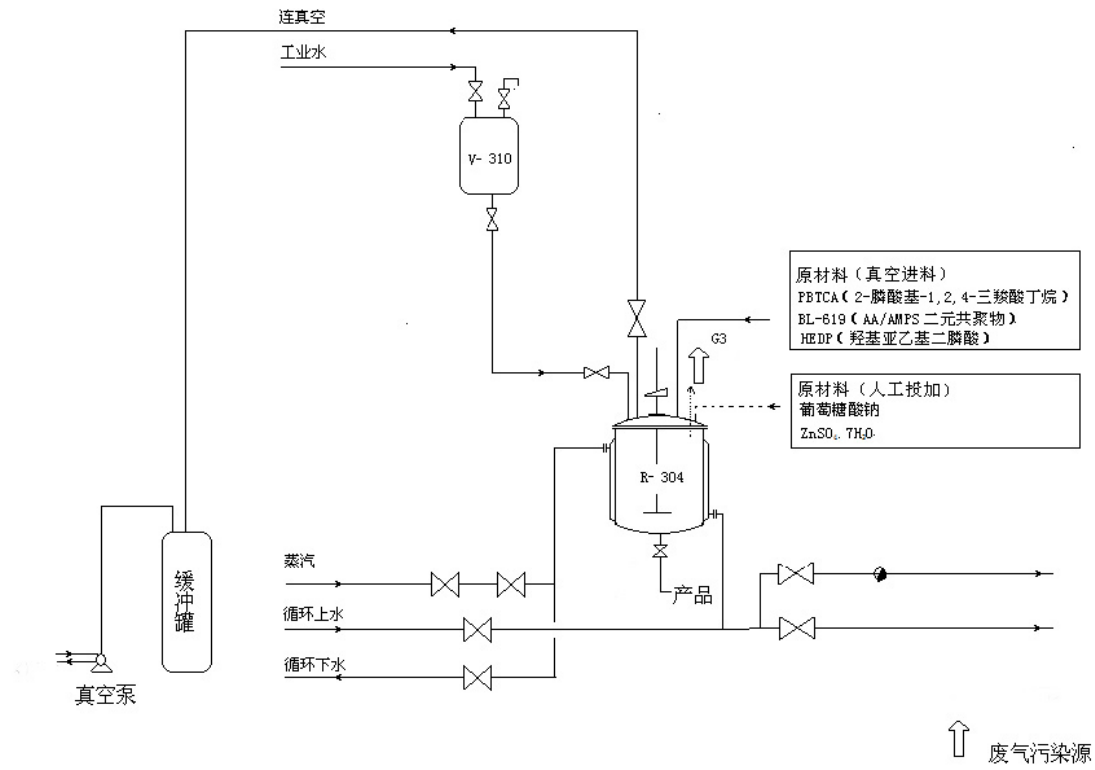 连真空
工业水
V- 310
原材料（真空进料）
PBTCA（2-膦酸基-1,2,4-三羧酸丁烷）
BL-619（AA/AMPS二元共聚物）
HEDP（羟基亚乙基二膦酸）
G3
原材料（人工投加）
葡萄糖酸钠
ZnSO₄.7H₂O
R- 304
蒸汽
缓冲罐
产品
循环上水
循环下水
真空泵
废气污染源